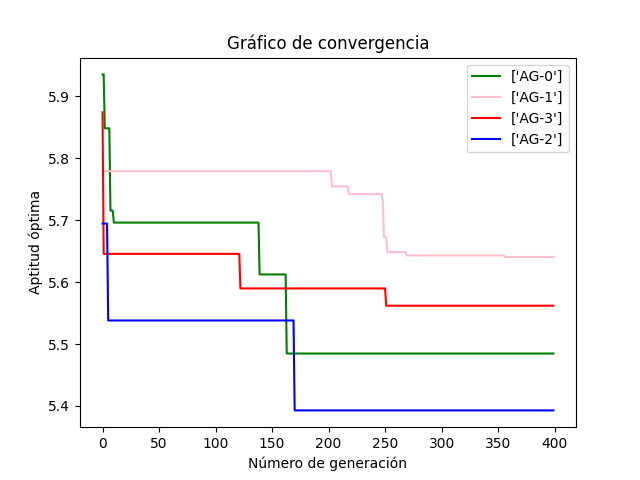 Gráfico de convergencia
['AG-0']
['AG-1']
['AG-3']
['AG-2']
Aptitud óptima
5.9
5.8
5.7
5.6
5.5
5.4
0 50 100 150 200 250 300 350 400
Número de generación